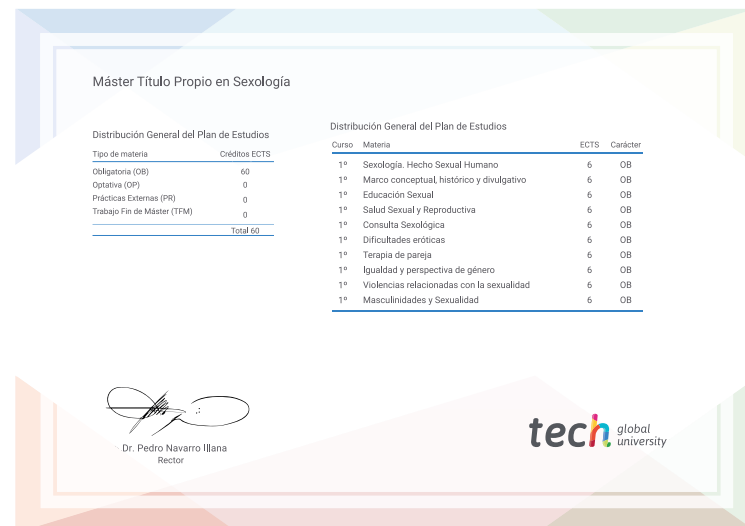 Máster Título Propio en Sexología
Distribución General del Plan de Estudios
Tipo de materia Créditos ECTS
Obligatoria (OB) 60
Optativa (OP) 0
Prácticas Externas (PR) 0
Trabajo Fin de Máster (TFM) 0
Total 60
Distribución General del Plan de Estudios
Curso Materia ECTS Carácter
1º Sexología. Hecho Sexual Humano 6 OB
1º Marco conceptual, histórico y divulgativo 6 OB
1º Educación Sexual 6 OB
1º Salud Sexual y Reproductiva 6 OB
1º Consulta Sexológica 6 OB
1º Dificultades eróticas 6 OB
1º Terapia de pareja 6 OB
1º Igualdad y perspectiva de género 6 OB
1º Violencias relacionadas con la sexualidad 6 OB
1º Masculinidades y Sexualidad 6 OB
Dr. Pedro Navarro Illana
Rector
tech global
university